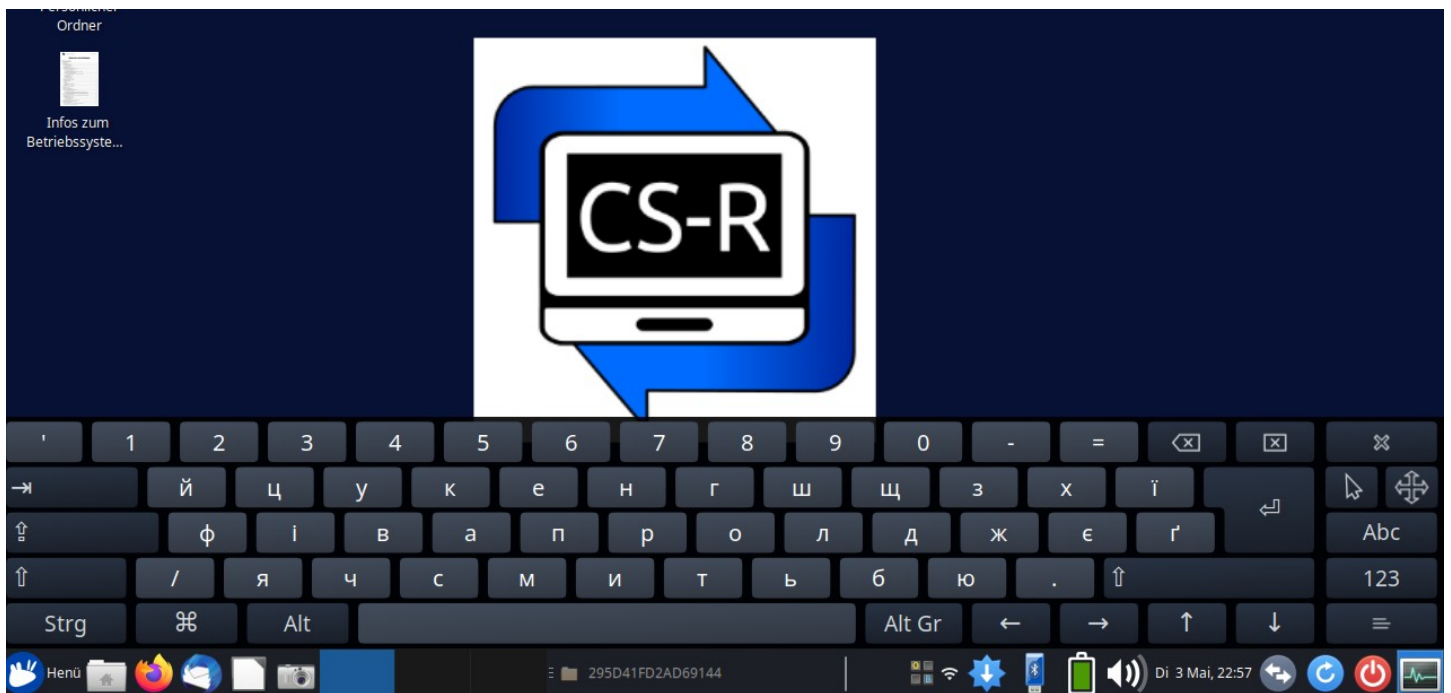 Persönlicher
Ordner
Infos zum
Betriebssyste...
CS-R
' 1 2 3 4 5 6 7 8 9 0 - =
й ц у к е н г ш щ з х ї
ф і в а п р о л д ж є ґ Abc
/ я ч с м и т ь б ю . 123
Strg ⌘ Alt Alt Gr ← → ↑ ↓
Henü 295D41FD2AD69144 Di 3 Mai, 22:57